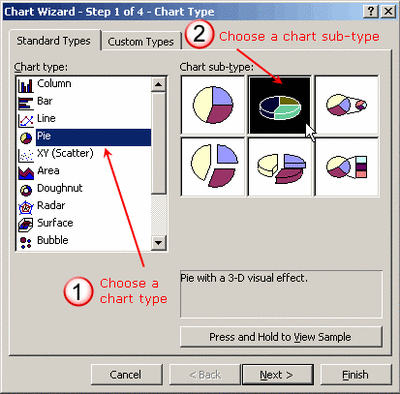 Chart Wizard - Step 1 of 4 - Chart Type
Standard Types
Custom Types
2 Choose a chart sub-type
Chart type:
Chart sub-type:
Column
Bar
Line
Pie
XY (Scatter)
Area
Doughnut
Radar
Surface
Bubble
1 Choose a
chart type
Pie with a 3-D visual effect.
Press and Hold to View Sample
Cancel
< Back
Next >
Finish